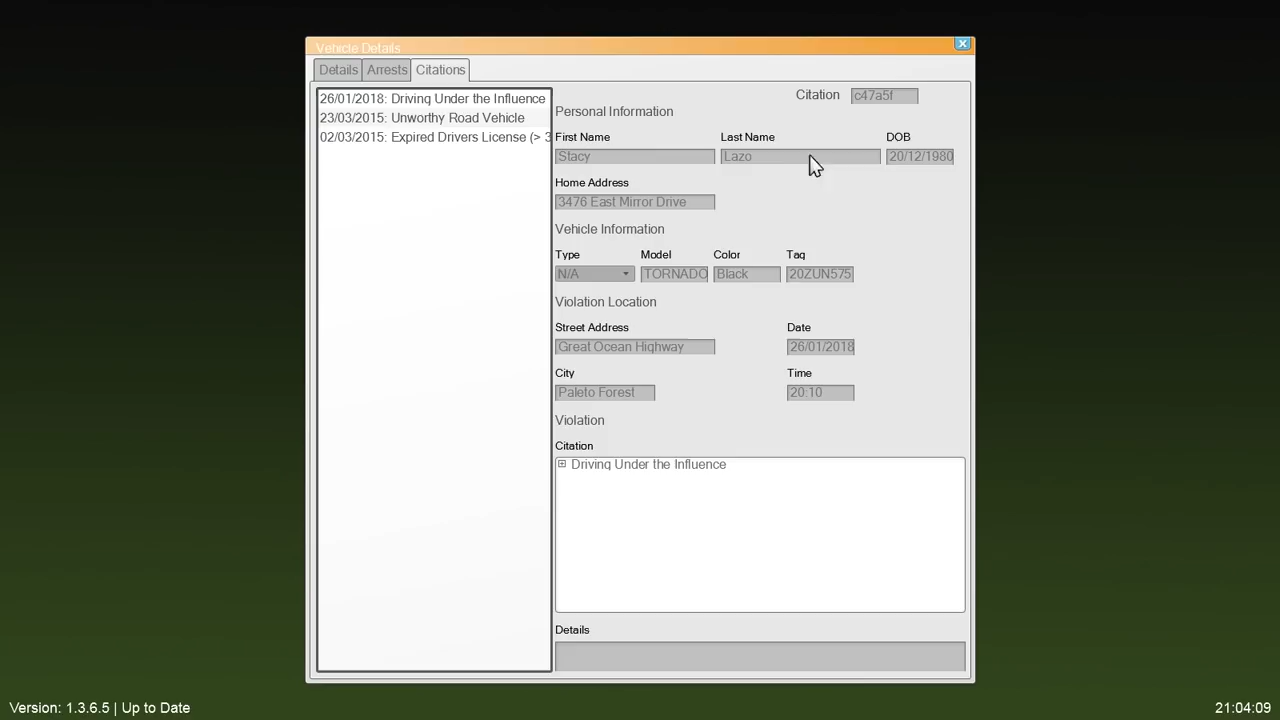 Vehicle Details
Details Arrests Citations
26/01/2018: Driving Under the Influence
23/03/2015: Unworthy Road Vehicle
02/03/2015: Expired Drivers License (> 3
Citation c47a5f
Personal Information
First Name Last Name DOB
Stacy Lazo 20/12/1980
Home Address
3476 East Mirror Drive
Vehicle Information
Type Model Color Tag
N/A TORNADO Black 20ZUN575
Violation Location
Street Address Date
Great Ocean Highway 26/01/2018
City Time
Paleto Forest 20:10
Violation
Citation
Driving Under the Influence
Details
Version: 1.3.6.5 | Up to Date
21:04:09